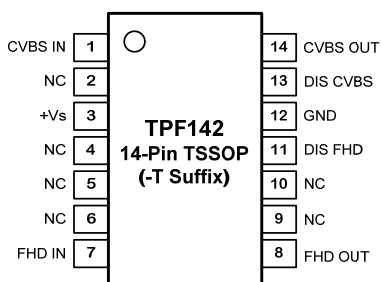 CVBS IN 1 14 CVBS OUT
NC 2 13 DIS CVBS
+Vs 3 12 GND
TPF142
NC 4 11 DIS FHD
14-Pin TSSOP
NC 5 10 NC
(-T Suffix)
NC 6 9 NC
FHD IN 7 8 FHD OUT